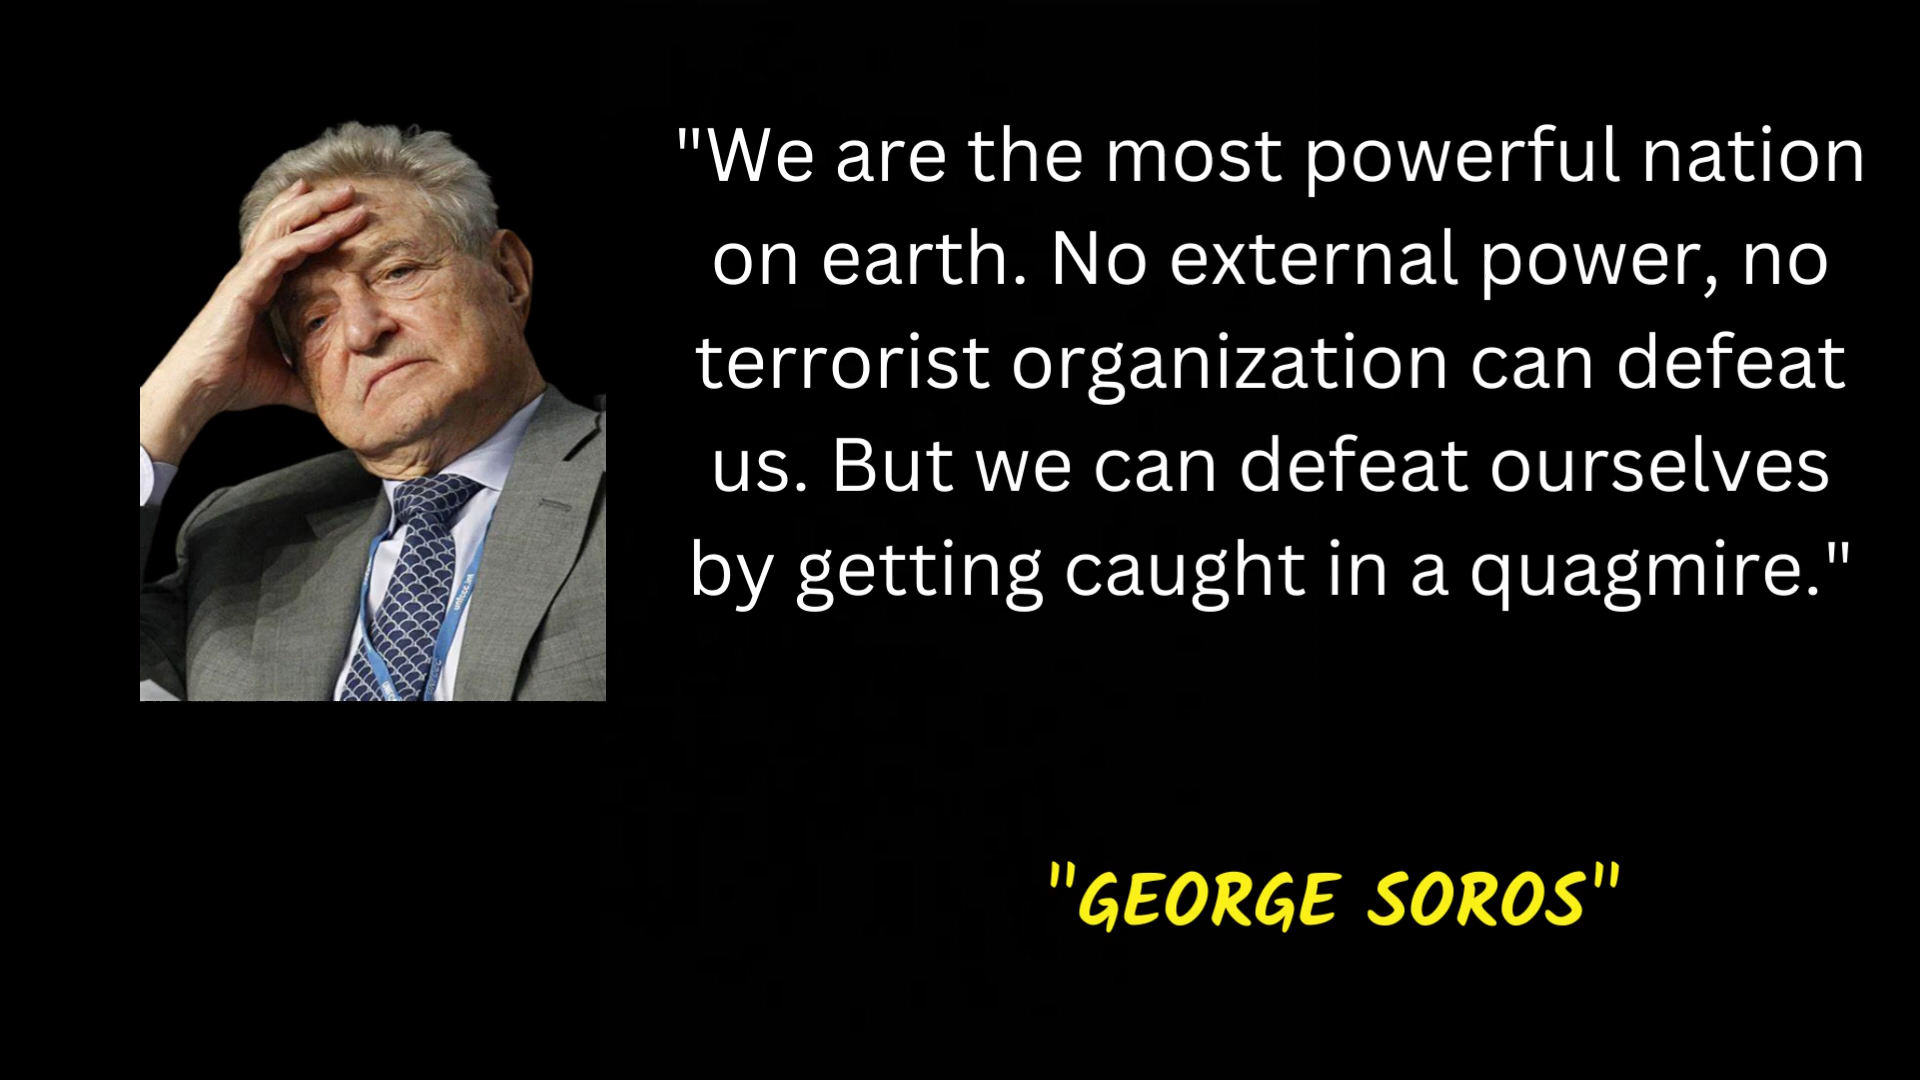 "We are the most powerful nation
on earth. No external power, no
terrorist organization can defeat
us. But we can defeat ourselves
by getting caught in a quagmire."
"GEORGE SOROS"